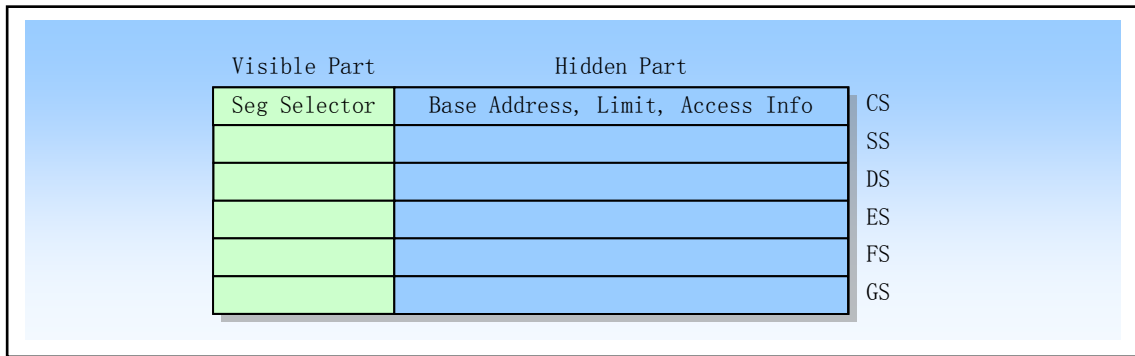 Visible Part Hidden Part
Seg Selector Base Address, Limit, Access Info CS
SS
DS
ES
FS
GS